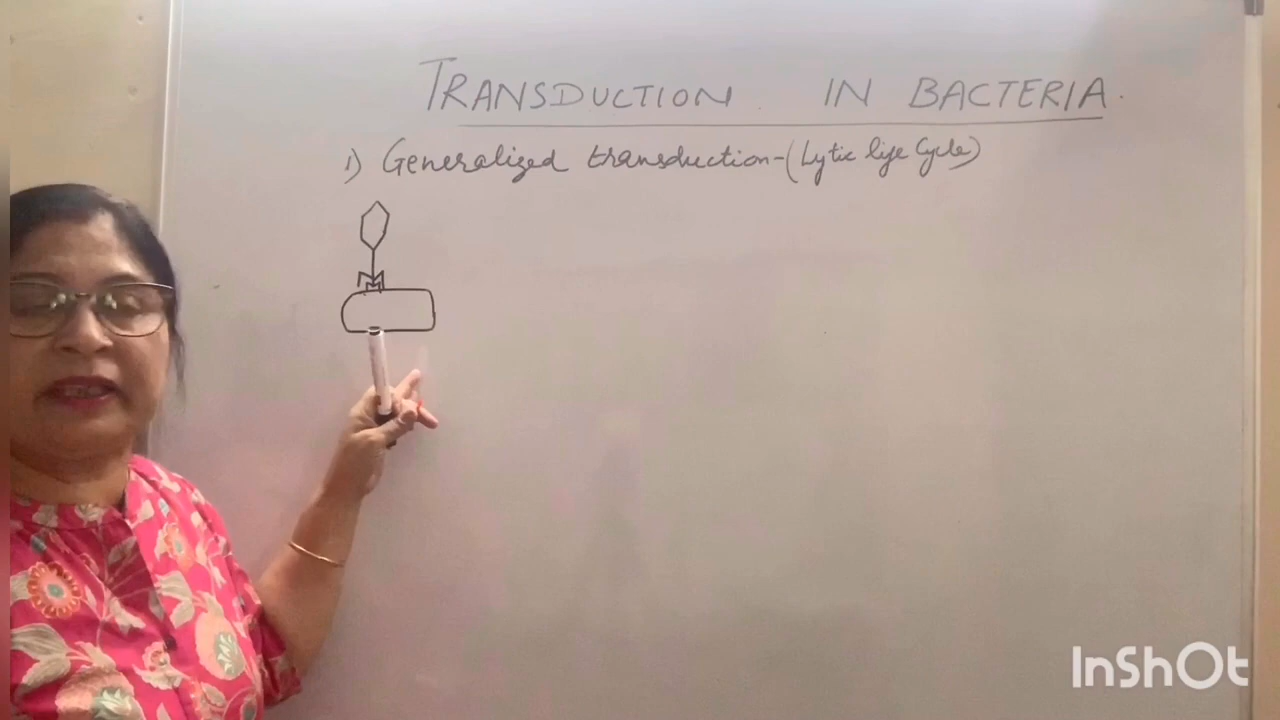 TRANSDUCTION IN BACTERIA.
1) Generalized transduction-(Lytic life Cycle)
InShOt